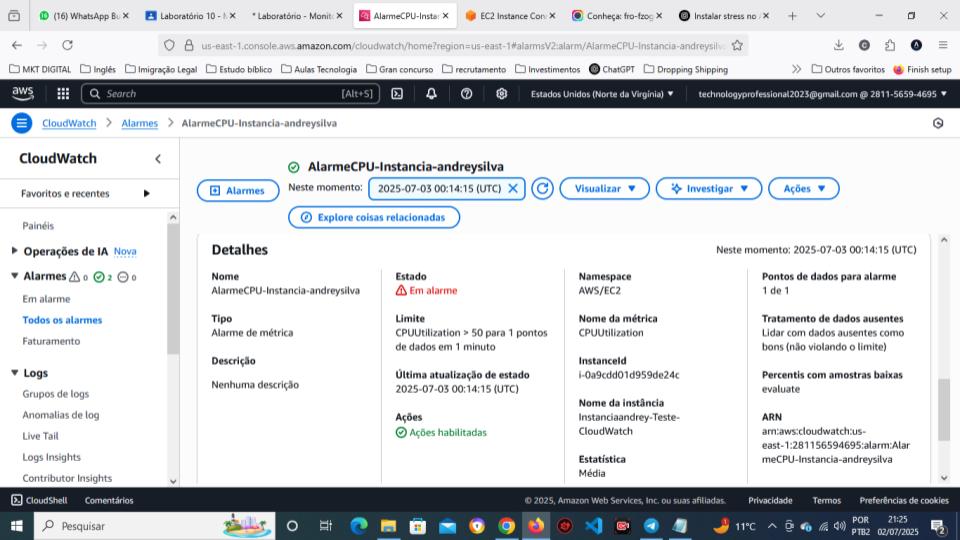 (16) WhatsApp Bu
Laboratório 10 - M
* Laboratório - Monito
AlarmeCPU-Instan
EC2 Instance Con
Conheça: fro-fzog
Instalar stress no A
us-east-1.console.aws.amazon.com/cloudwatch/home?region=us-east-1#alarmsV2:alarm/AlarmeCPU-Instancia-andreysilv
MKT DIGITAL
Inglês
Imigração Legal
Estudo bíblico
Aulas Tecnologia
Gran concurso
recrutamento
Investimentos
ChatGPT
Dropping Shipping
Outros favoritos
Finish setup
aws
Search
[Alt+S]
Estados Unidos (Norte da Virgínia)
technologyprofessional2023@gmail.com @ 2811-5659-4695
CloudWatch > Alarmes > AlarmeCPU-Instancia-andreysilva
CloudWatch
Favoritos e recentes
Painéis
Operações de IA Nova
Alarmes 0 2 0
Em alarme
Todos os alarmes
Faturamento
Logs
Grupos de logs
Anomalias de log
Live Tail
Logs Insights
Contributor Insights
AlarmeCPU-Instancia-andreysilva
Alarmes
Neste momento: 2025-07-03 00:14:15 (UTC)
Visualizar
Investigar
Ações
Explore coisas relacionadas
Detalhes
Neste momento: 2025-07-03 00:14:15 (UTC)
Nome
AlarmeCPU-Instancia-andreysilva
Tipo
Alarme de métrica
Descrição
Nenhuma descrição
Estado
Em alarme
Limite
CPUUtilization > 50 para 1 pontos
de dados em 1 minuto
Última atualização de estado
2025-07-03 00:14:15 (UTC)
Ações
Ações habilitadas
Namespace
AWS/EC2
Nome da métrica
CPUUtilization
InstanceId
i-0a9cdd01d959de24c
Nome da instância
Instanciaandrey-Teste-
CloudWatch
Estatística
Média
Pontos de dados para alarme
1 de 1
Tratamento de dados ausentes
Lidar com dados ausentes como
bons (não violando o limite)
Percentis com amostras baixas
evaluate
ARN
arn:aws:cloudwatch:us-
east-1:281156594695:alarm:Alar
meCPU-Instancia-andreysilva
CloudShell
Comentários
© 2025, Amazon Web Services, Inc. ou suas afiliadas.
Privacidade
Termos
Preferências de cookies
Pesquisar
11°C
POR
PTB2
21:25
02/07/2025
2